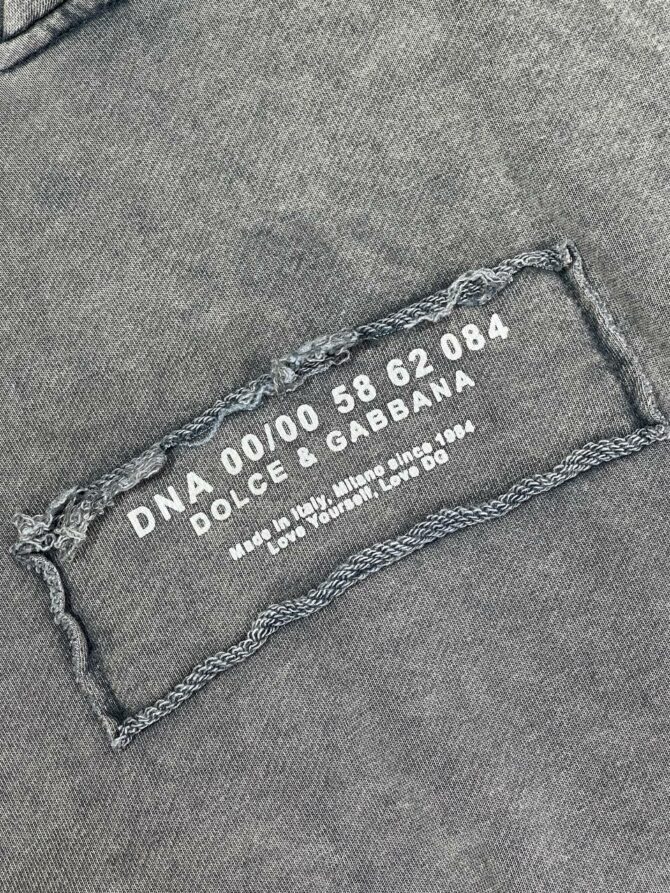 DNA 00/00 58 62 084
DOLCE & GABBANA
Made in Italy, Milano since 1984
Love Yourself, Love DG